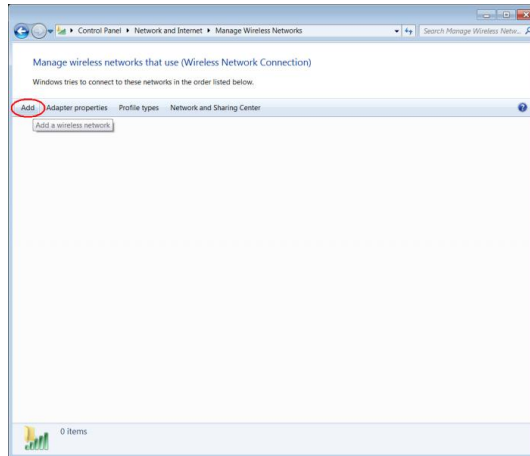 Control Panel ▸ Network and Internet ▸ Manage Wireless Networks
Search Manage Wireless Netw...
Manage wireless networks that use (Wireless Network Connection)
Windows tries to connect to these networks in the order listed below.
Add Adapter properties Profile types Network and Sharing Center
Add a wireless network
0 items